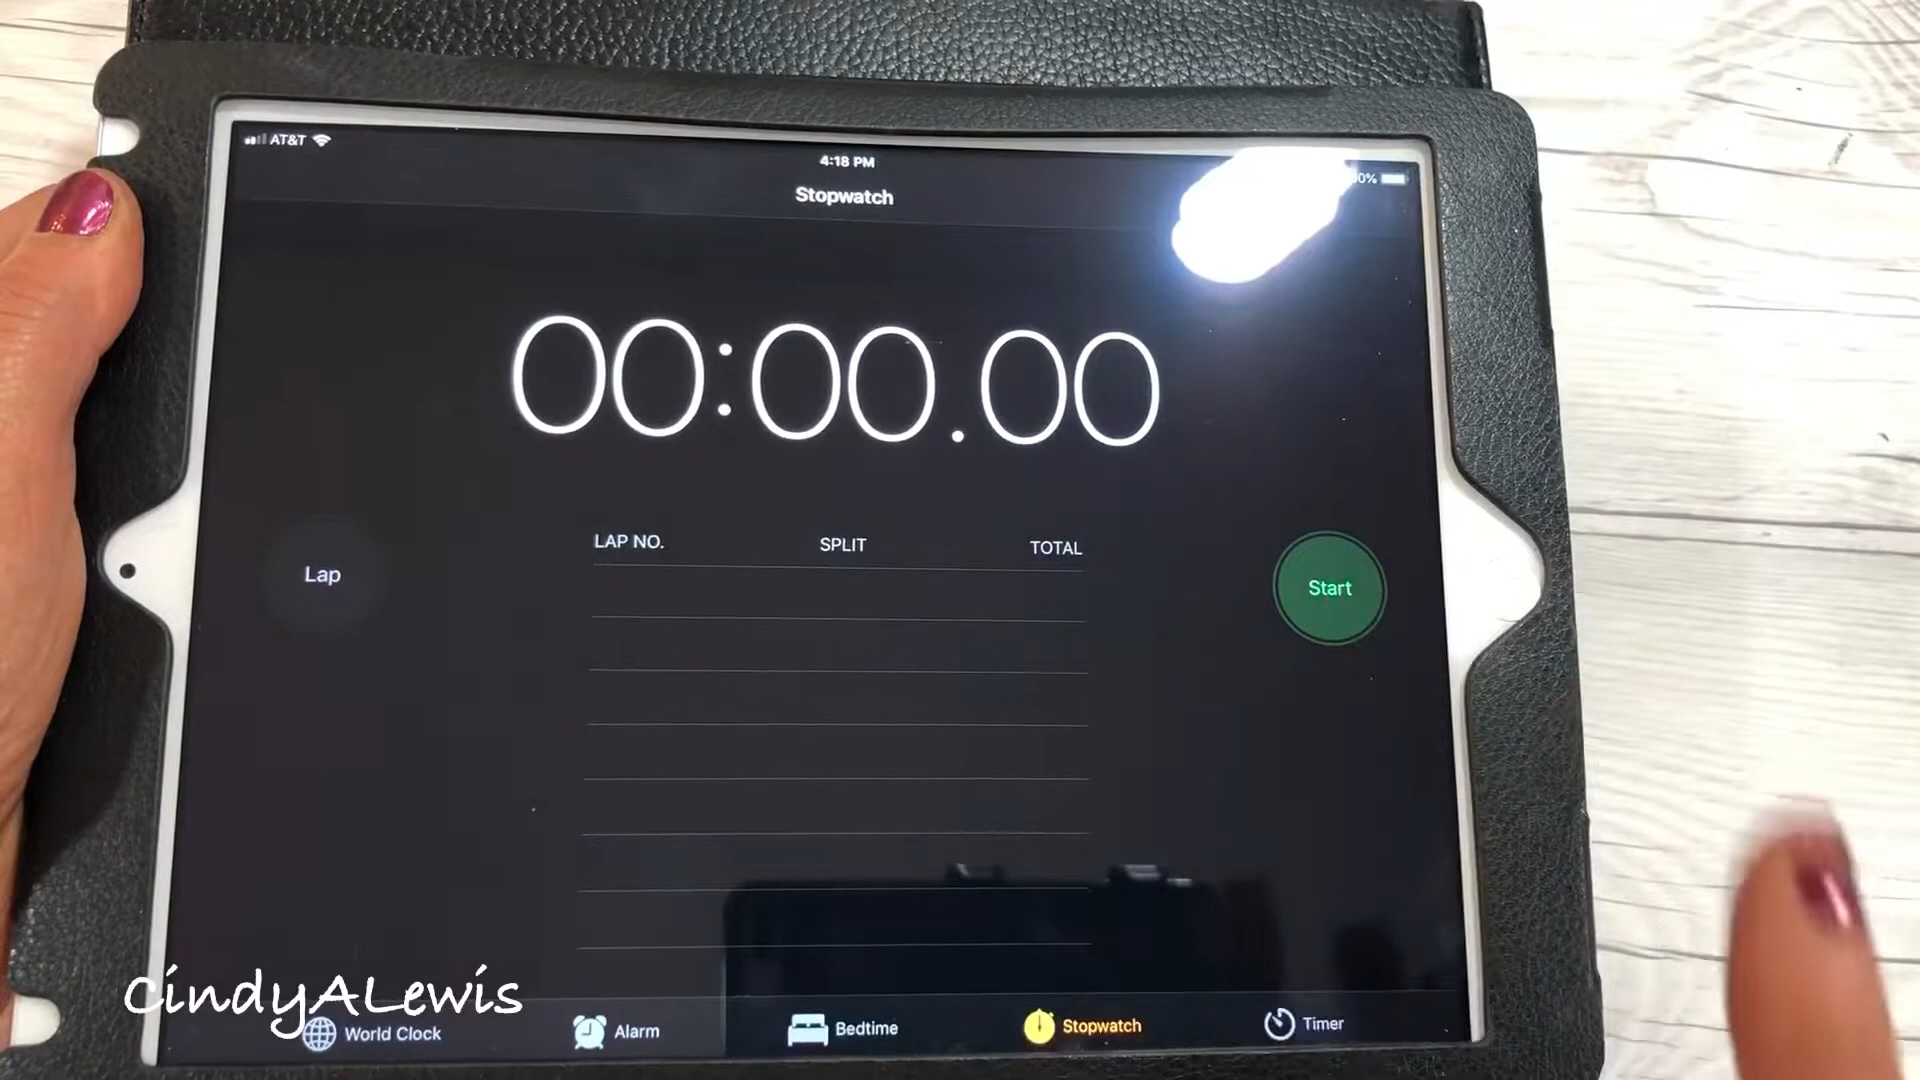 AT&T
4:18 PM
Stopwatch
00:00.00
LAP NO. SPLIT TOTAL
Lap
Start
CindyALewis
World Clock
Alarm
Bedtime
Stopwatch
Timer